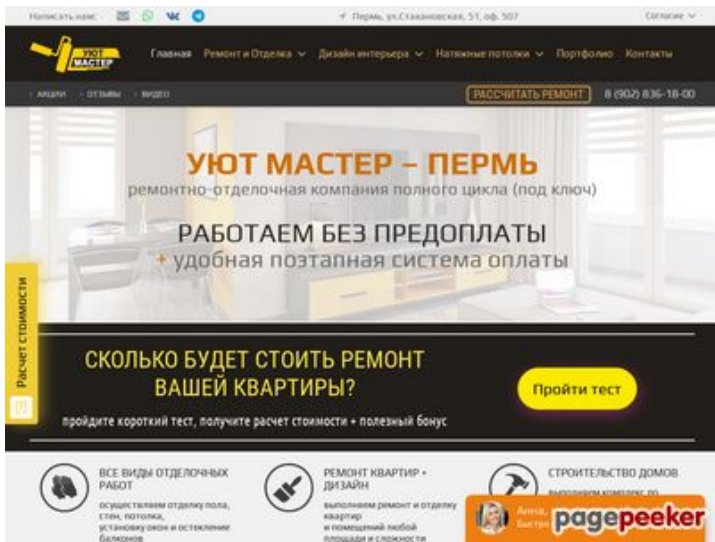 Написать нам:
Пермь, ул.Стахановская, 51, оф. 507
Согласие
УЮТ
МАСТЕР
Главная Ремонт и Отделка Дизайн интерьера Натяжные потолки Портфолио Контакты
АКЦИИ ОТЗЫВЫ ВИДЕО
РАССЧИТАТЬ РЕМОНТ 8 (902) 836-18-00
УЮТ МАСТЕР – ПЕРМЬ
ремонтно-отделочная компания полного цикла (под ключ)
РАБОТАЕМ БЕЗ ПРЕДОПЛАТЫ
+ удобная поэтапная система оплаты
Расчет стоимости
СКОЛЬКО БУДЕТ СТОИТЬ РЕМОНТ
ВАШЕЙ КВАРТИРЫ?
пройдите короткий тест, получите расчет стоимости + полезный бонус
Пройти тест
ВСЕ ВИДЫ ОТДЕЛОЧНЫХ
РАБОТ
осуществляем отделку пола,
стен, потолка,
установку окон и остекление
балконов
РЕМОНТ КВАРТИР +
ДИЗАЙН
выполняем ремонт и отделку
квартир
и помещений любой
площади и сложности
СТРОИТЕЛЬСТВО ДОМОВ
выполняем комплекс по
Анна,
Быстро
pagepeeker